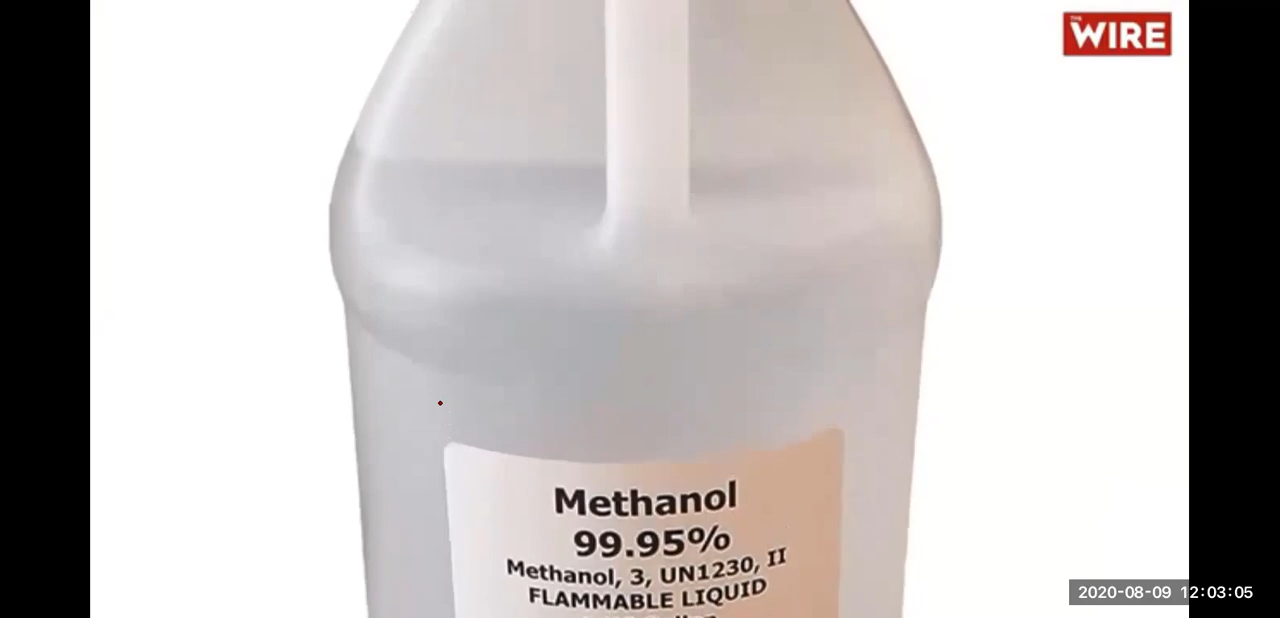 THE
WIRE
Methanol
99.95%
Methanol, 3, UN1230, II
FLAMMABLE LIQUID
2020-08-09 12:03:05